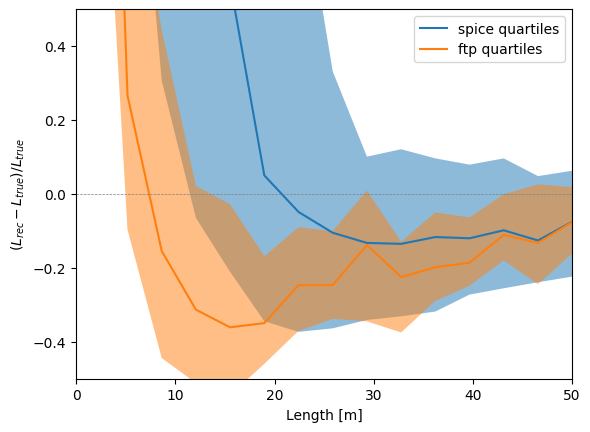 spice quartiles
ftp quartiles
0.4
0.2
0.0
−0.2
−0.4
(L_rec − L_true)/L_true
0 10 20 30 40 50
Length [m]